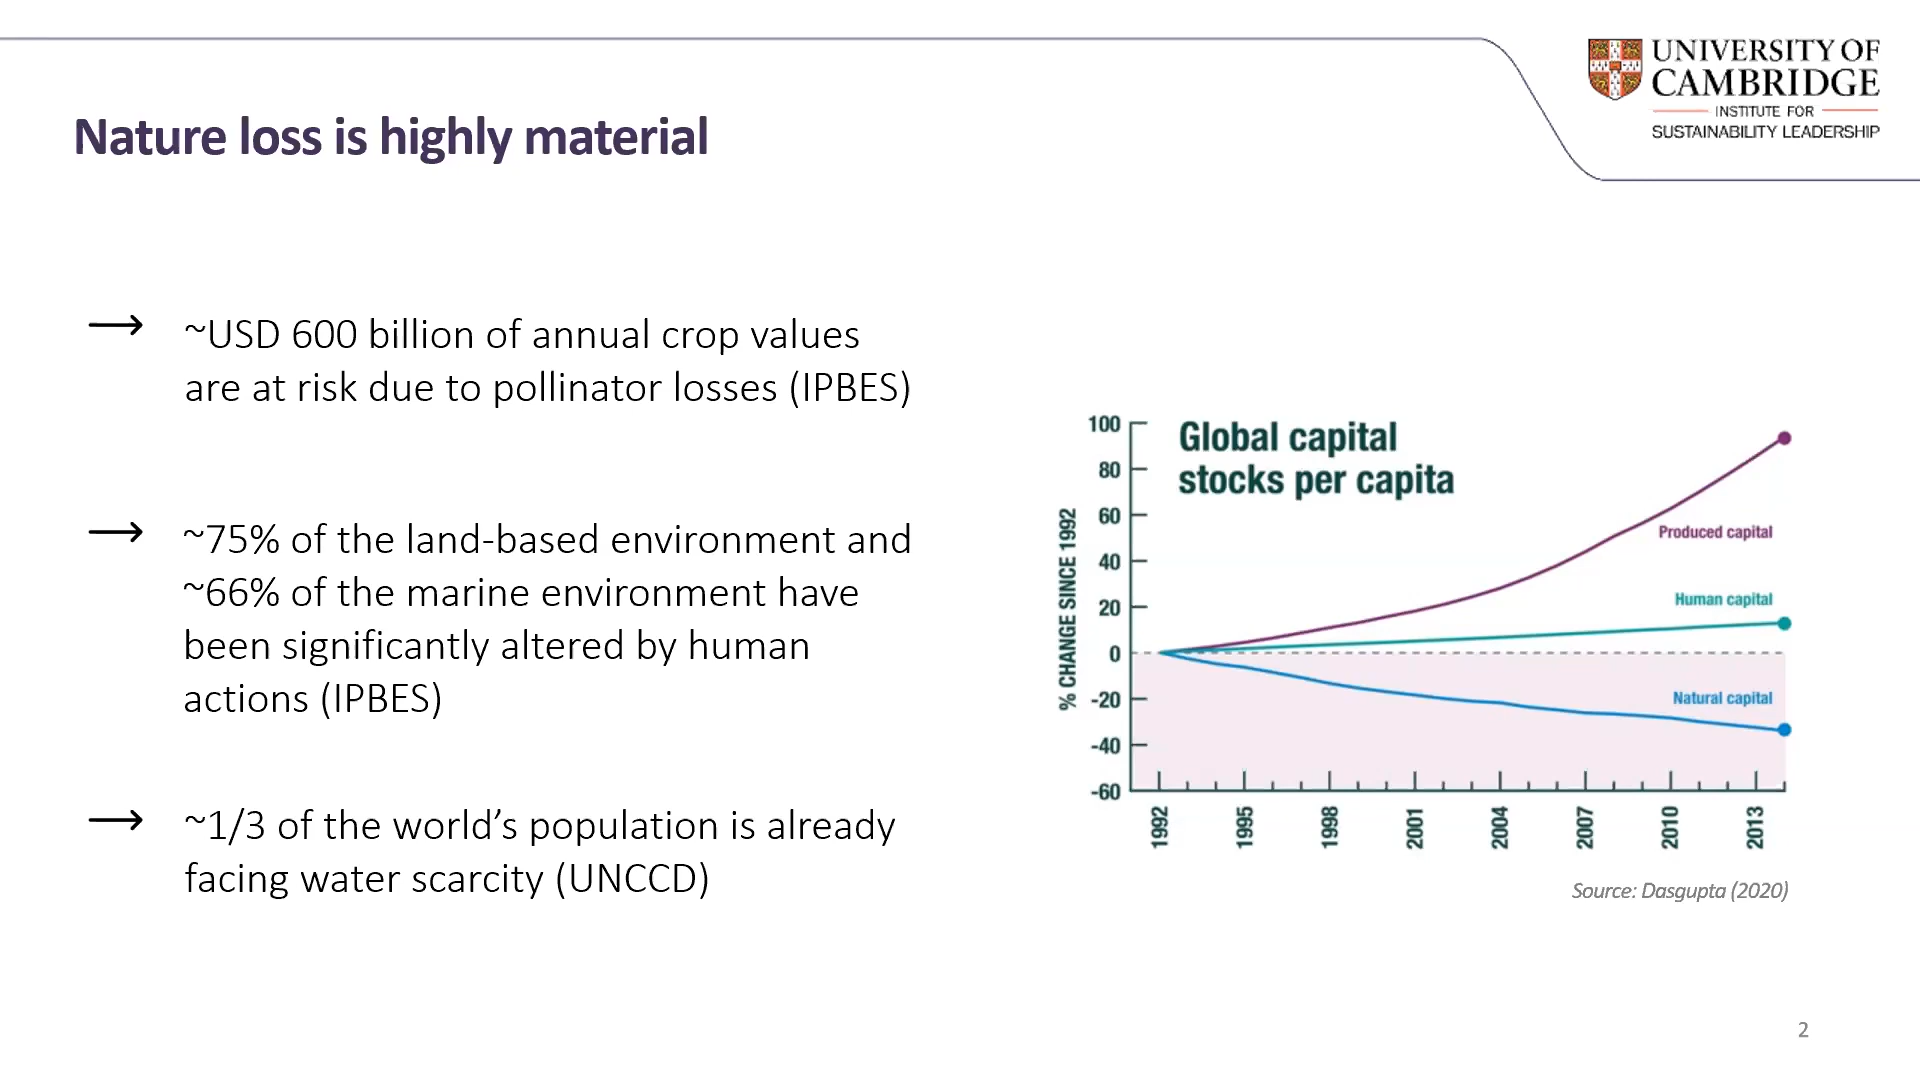 UNIVERSITY OF
CAMBRIDGE
INSTITUTE FOR
SUSTAINABILITY LEADERSHIP
Nature loss is highly material
~USD 600 billion of annual crop values
are at risk due to pollinator losses (IPBES)
~75% of the land-based environment and
~66% of the marine environment have
been significantly altered by human
actions (IPBES)
~1/3 of the world’s population is already
facing water scarcity (UNCCD)
Global capital
stocks per capita
% CHANGE SINCE 1992
100
80
60
40
20
0
-20
-40
-60
Produced capital
Human capital
Natural capital
1992
1995
1998
2001
2004
2007
2010
2013
Source: Dasgupta (2020)
2